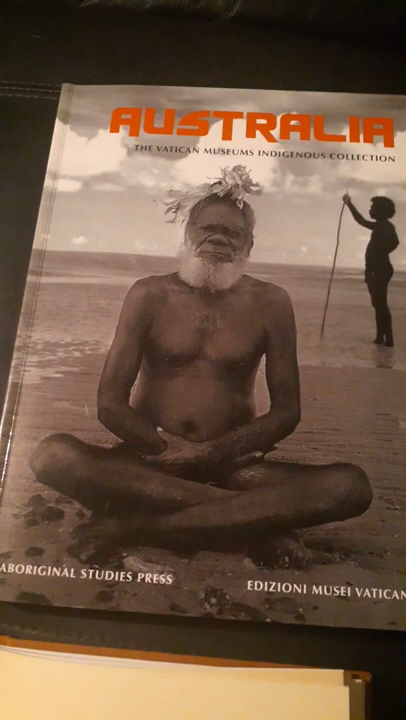 AUSTRALIA
THE VATICAN MUSEUMS INDIGENOUS COLLECTION
ABORIGINAL STUDIES PRESS
EDIZIONI MUSEI VATICAN